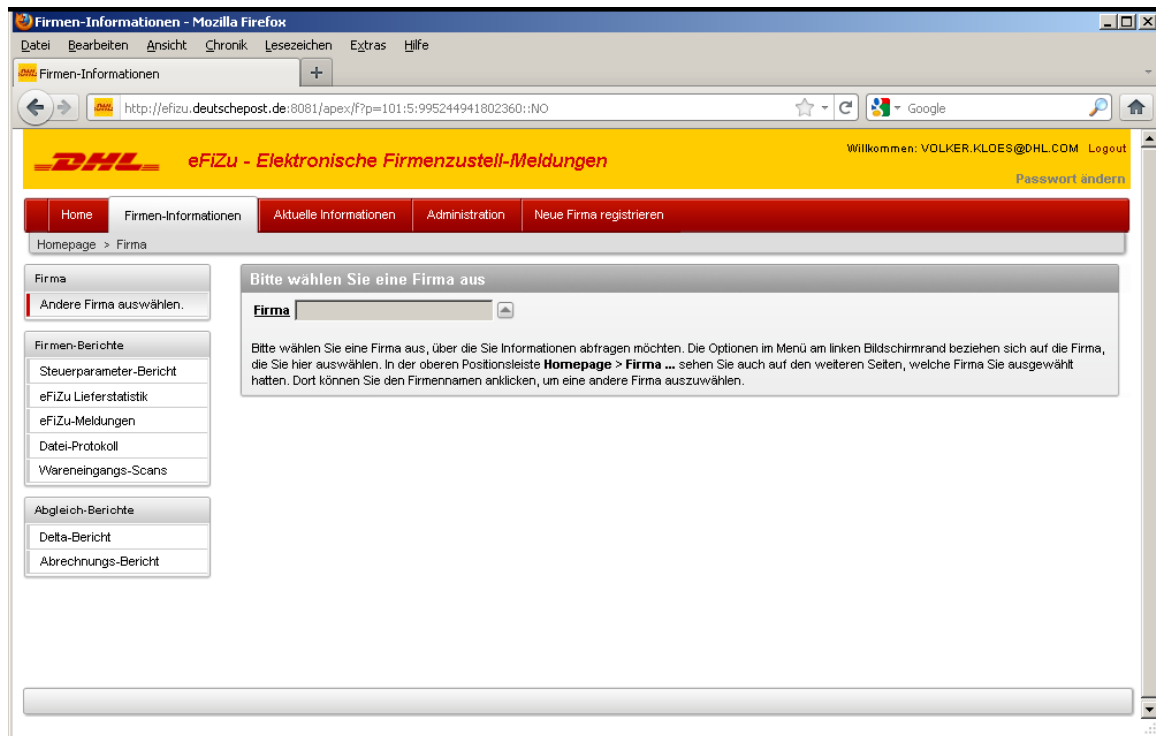 Firmen-Informationen - Mozilla Firefox
Datei Bearbeiten Ansicht Chronik Lesezeichen Extras Hilfe
Firmen-Informationen
http://efizu.deutschepost.de:8081/apex/f?p=101:5:995244941802360::NO
Google
DHL
eFiZu - Elektronische Firmenzustell-Meldungen
Willkommen: VOLKER.KLOES@DHL.COM Logout
Passwort ändern
Home Firmen-Informationen Aktuelle Informationen Administration Neue Firma registrieren
Homepage > Firma
Firma
Andere Firma auswählen.
Firmen-Berichte
Steuerparameter-Bericht
eFiZu Lieferstatistik
eFiZu-Meldungen
Datei-Protokoll
Wareneingangs-Scans
Abgleich-Berichte
Delta-Bericht
Abrechnungs-Bericht
Bitte wählen Sie eine Firma aus
Firma
Bitte wählen Sie eine Firma aus, über die Sie Informationen abfragen möchten. Die Optionen im Menü am linken Bildschirmrand beziehen sich auf die Firma,
die Sie hier auswählen. In der oberen Positionsleiste Homepage > Firma ... sehen Sie auch auf den weiteren Seiten, welche Firma Sie ausgewählt
hatten. Dort können Sie den Firmennamen anklicken, um eine andere Firma auszuwählen.